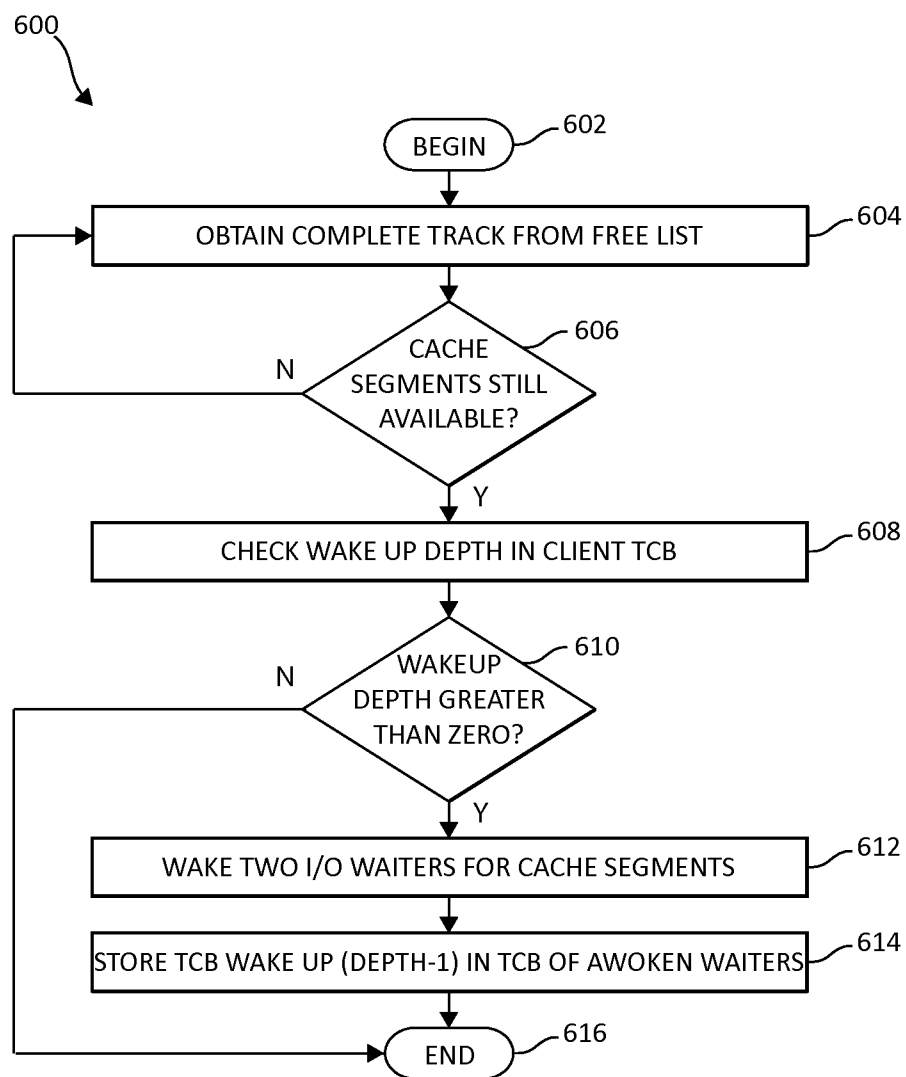 600
BEGIN
602
OBTAIN COMPLETE TRACK FROM FREE LIST
604
606
CACHE
SEGMENTS STILL
AVAILABLE?
N
Y
CHECK WAKE UP DEPTH IN CLIENT TCB
608
610
WAKEUP
DEPTH GREATER
THAN ZERO?
N
Y
WAKE TWO I/O WAITERS FOR CACHE SEGMENTS
612
STORE TCB WAKE UP (DEPTH-1) IN TCB OF AWOKEN WAITERS
614
END
616